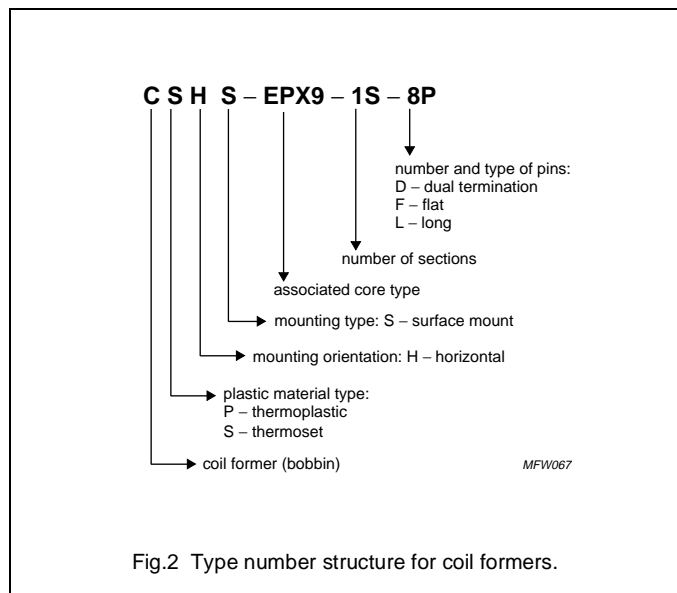 C S H S – EPX9 – 1S – 8P
number and type of pins:
D – dual termination
F – flat
L – long
number of sections
associated core type
mounting type: S – surface mount
mounting orientation: H – horizontal
plastic material type:
P – thermoplastic
S – thermoset
coil former (bobbin)
MFW067
Fig.2 Type number structure for coil formers.